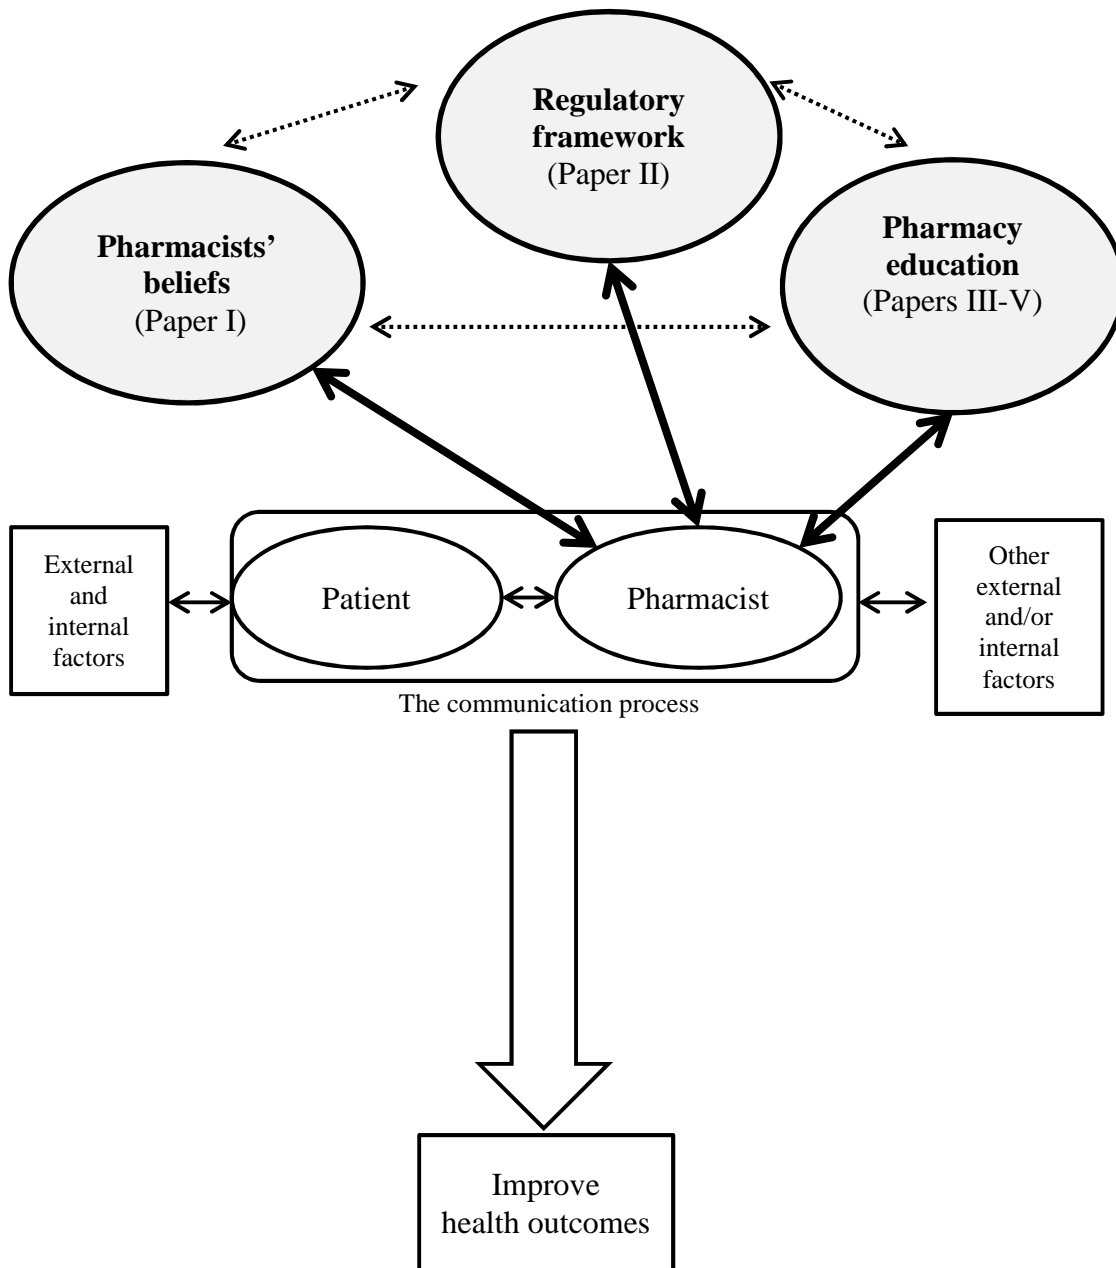 Regulatory
framework
(Paper II)
Pharmacists’
beliefs
(Paper I)
Pharmacy
education
(Papers III-V)
External
and
internal
factors
Patient
Pharmacist
Other
external
and/or
internal
factors
The communication process
Improve
health outcomes